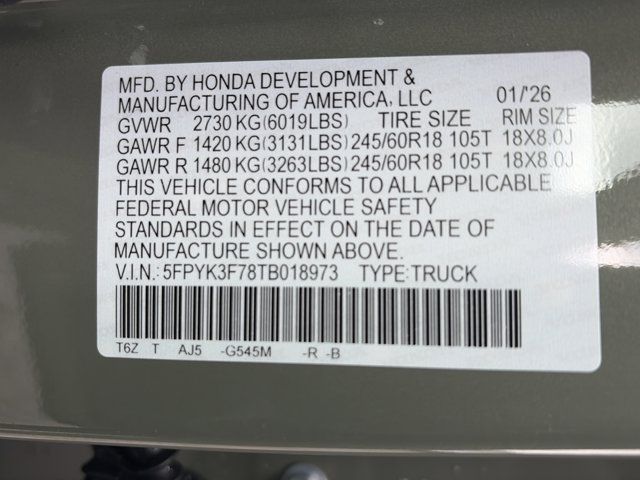 MFD. BY HONDA DEVELOPMENT &
MANUFACTURING OF AMERICA, LLC 01/'26
GVWR 2730 KG(6019LBS) TIRE SIZE RIM SIZE
GAWR F 1420 KG(3131LBS) 245/60R18 105T 18X8.0J
GAWR R 1480 KG(3263LBS) 245/60R18 105T 18X8.0J
THIS VEHICLE CONFORMS TO ALL APPLICABLE
FEDERAL MOTOR VEHICLE SAFETY
STANDARDS IN EFFECT ON THE DATE OF
MANUFACTURE SHOWN ABOVE.
V.I.N.: 5FPYK3F78TB018973 TYPE:TRUCK
T6Z T AJ5 -G545M -R -B